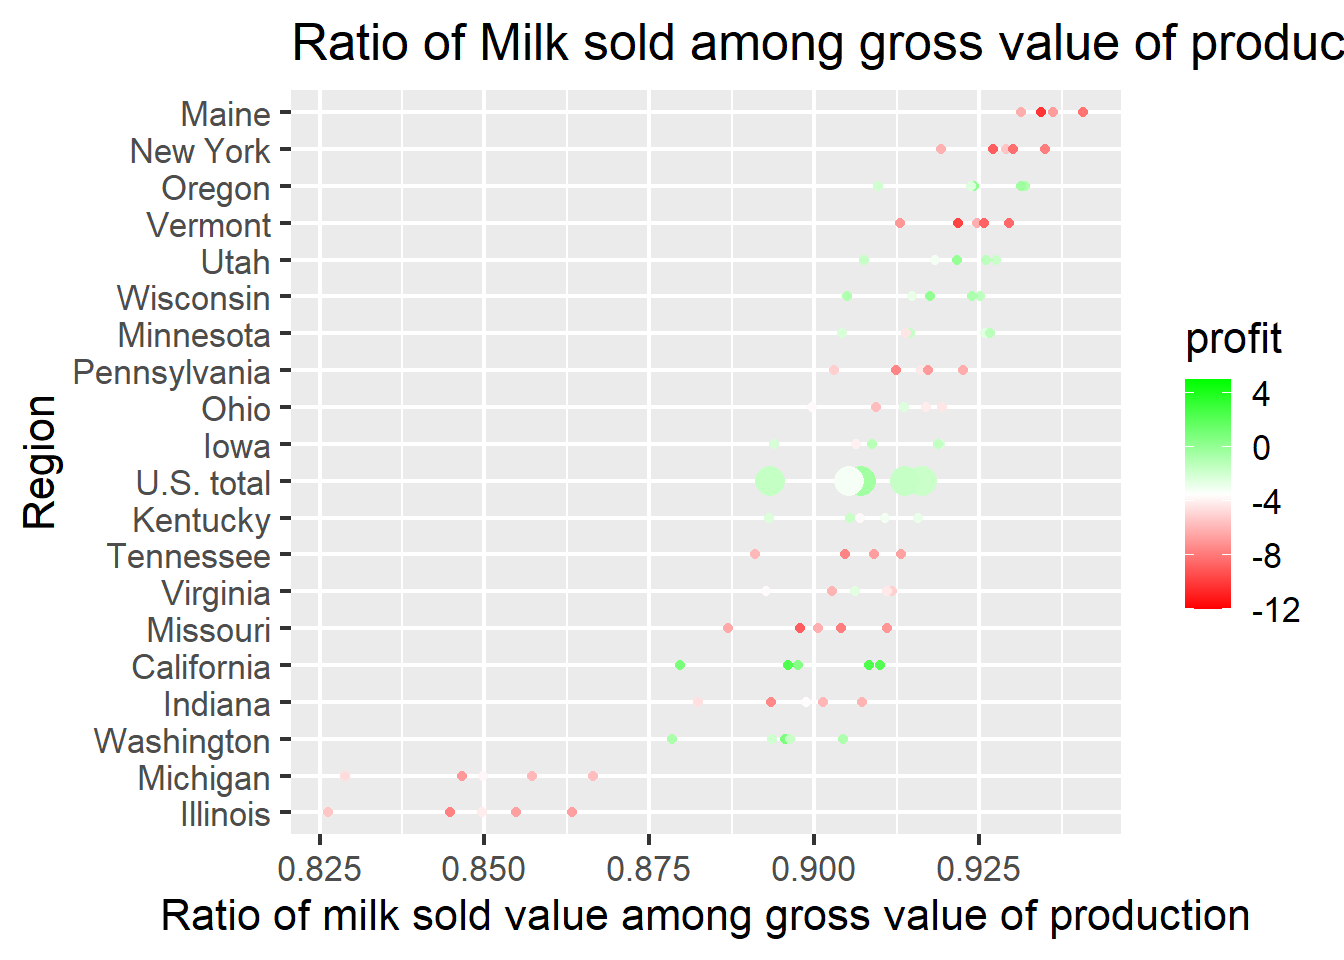 Ratio of Milk sold among gross value of produc
Region
Maine
New York
Oregon
Vermont
Utah
Wisconsin
Minnesota
Pennsylvania
Ohio
Iowa
U.S. total
Kentucky
Tennessee
Virginia
Missouri
California
Indiana
Washington
Michigan
Illinois
0.825 0.850 0.875 0.900 0.925
Ratio of milk sold value among gross value of production
profit
4
0
-4
-8
-12